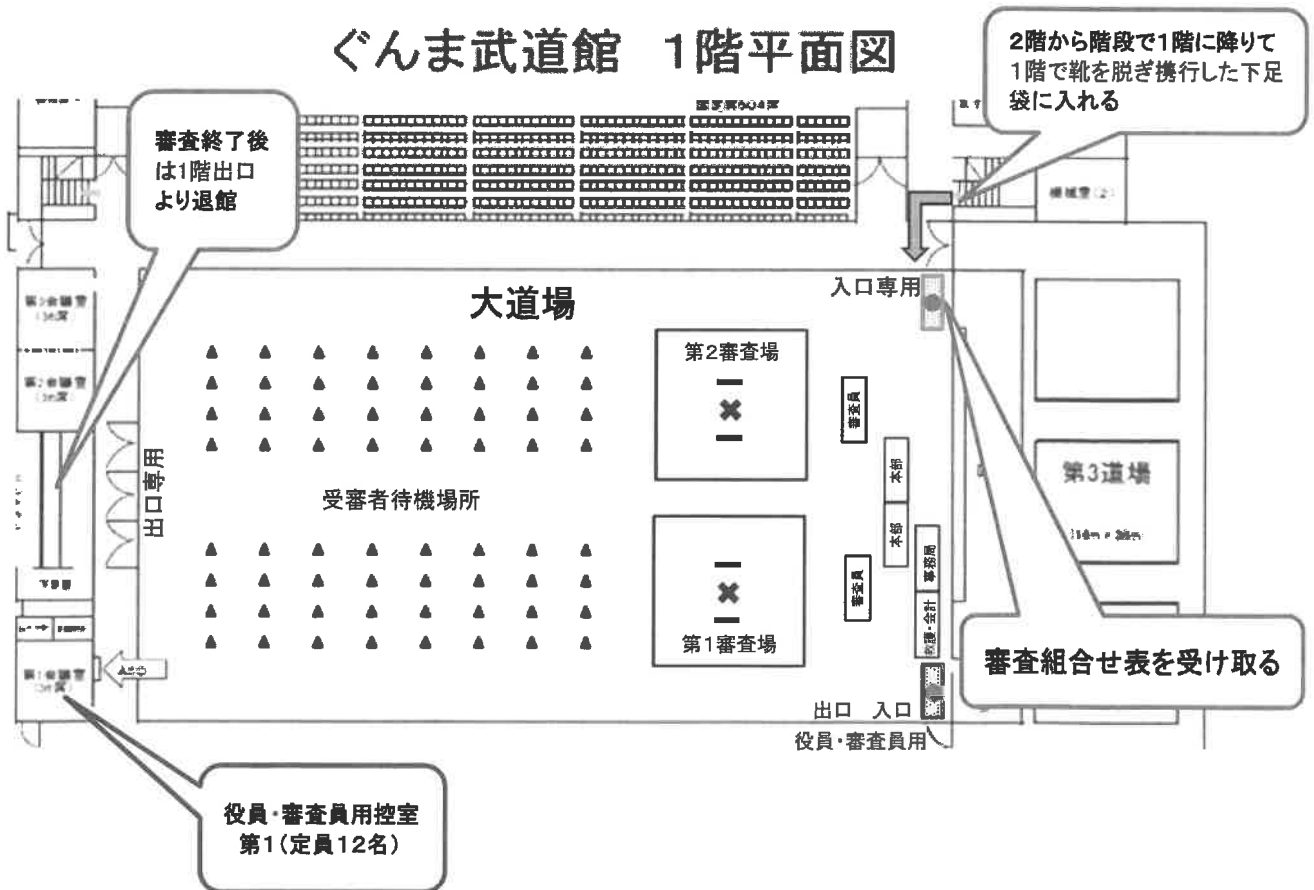 ぐんま武道館 1階平面図
2階から階段で1階に降りて
1階で靴を脱ぎ携行した下足
袋に入れる
審査終了後
は1階出口
より退館
機械室(2)
入口専用
大道場
第2審査場
審査員
本部
第3道場
出口専用
受審者待機場所
本部
審査員
事務局
救護・会計
第1審査場
審査組合せ表を受け取る
出口 入口
役員・審査員用
役員・審査員用控室
第1(定員12名)